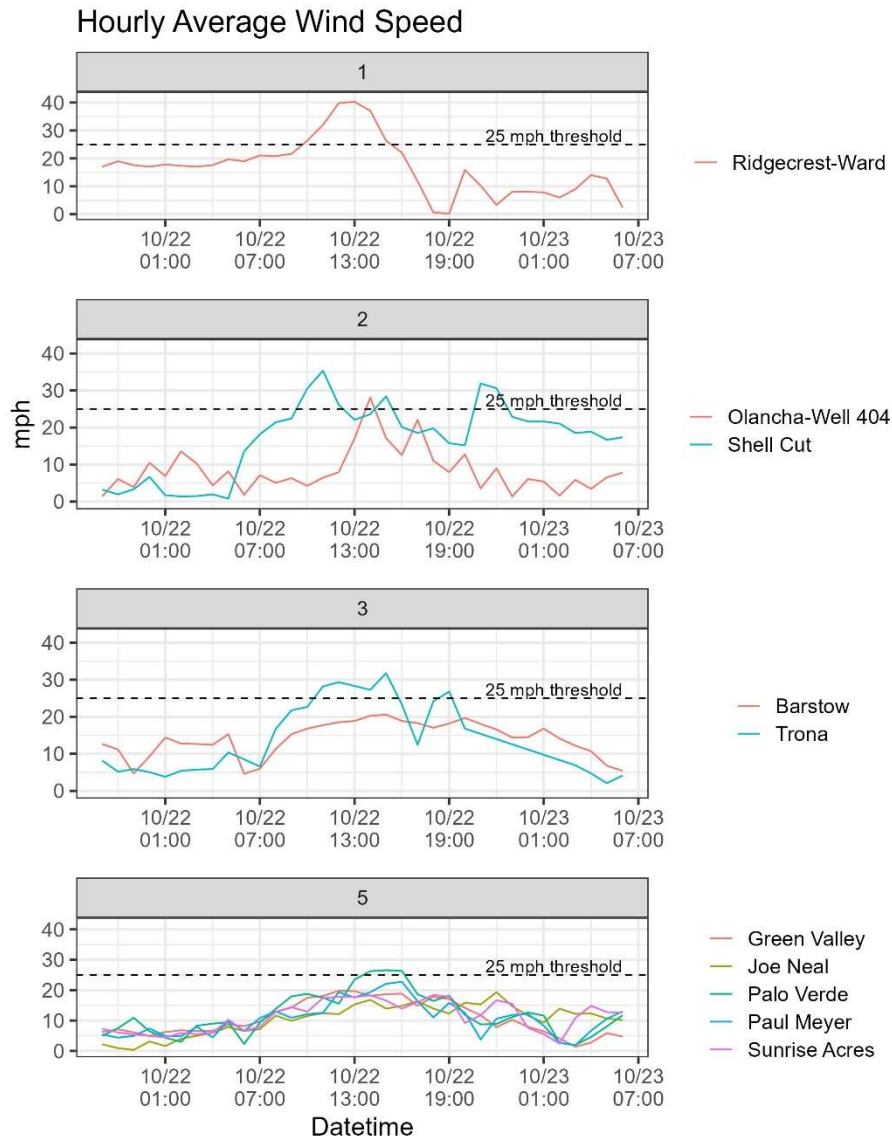 Hourly Average Wind Speed
1
40
30
20
10
0
25 mph threshold
10/22 10/22 10/22 10/22 10/23 10/23
01:00 07:00 13:00 19:00 01:00 07:00
Ridgecrest-Ward
2
40
30
20
10
0
25 mph threshold
10/22 10/22 10/22 10/22 10/23 10/23
01:00 07:00 13:00 19:00 01:00 07:00
Olancha-Well 404
Shell Cut
mph
3
40
30
20
10
0
25 mph threshold
10/22 10/22 10/22 10/22 10/23 10/23
01:00 07:00 13:00 19:00 01:00 07:00
Barstow
Trona
5
40
30
20
10
0
25 mph threshold
10/22 10/22 10/22 10/22 10/23 10/23
01:00 07:00 13:00 19:00 01:00 07:00
Green Valley
Joe Neal
Palo Verde
Paul Meyer
Sunrise Acres
Datetime